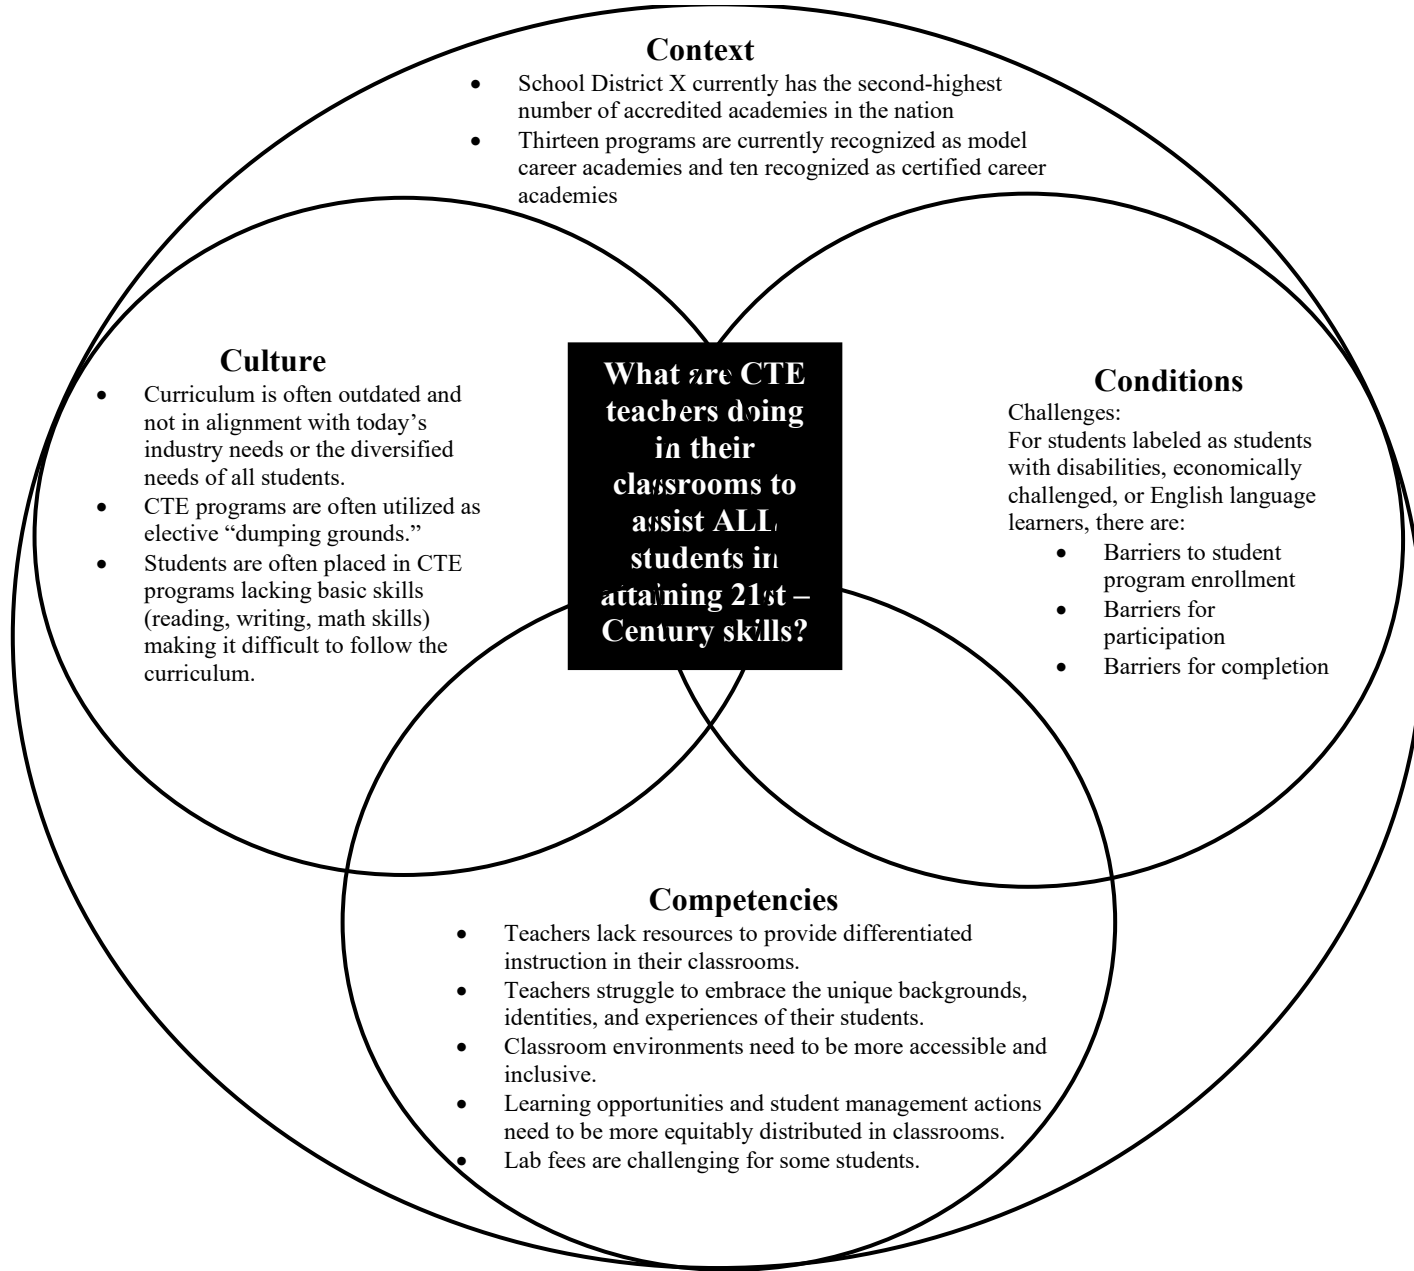 Context
• School District X currently has the second-highest
number of accredited academies in the nation
• Thirteen programs are currently recognized as model
career academies and ten recognized as certified career
academies
Culture
• Curriculum is often outdated and
not in alignment with today’s
industry needs or the diversified
needs of all students.
• CTE programs are often utilized as
elective “dumping grounds.”
• Students are often placed in CTE
programs lacking basic skills
(reading, writing, math skills)
making it difficult to follow the
curriculum.
What are CTE
teachers doing
in their
classrooms to
assist ALL
students in
attaining 21st –
Century skills?
Conditions
Challenges:
For students labeled as students
with disabilities, economically
challenged, or English language
learners, there are:
• Barriers to student
program enrollment
• Barriers for
participation
• Barriers for completion
Competencies
• Teachers lack resources to provide differentiated
instruction in their classrooms.
• Teachers struggle to embrace the unique backgrounds,
identities, and experiences of their students.
• Classroom environments need to be more accessible and
inclusive.
• Learning opportunities and student management actions
need to be more equitably distributed in classrooms.
• Lab fees are challenging for some students.